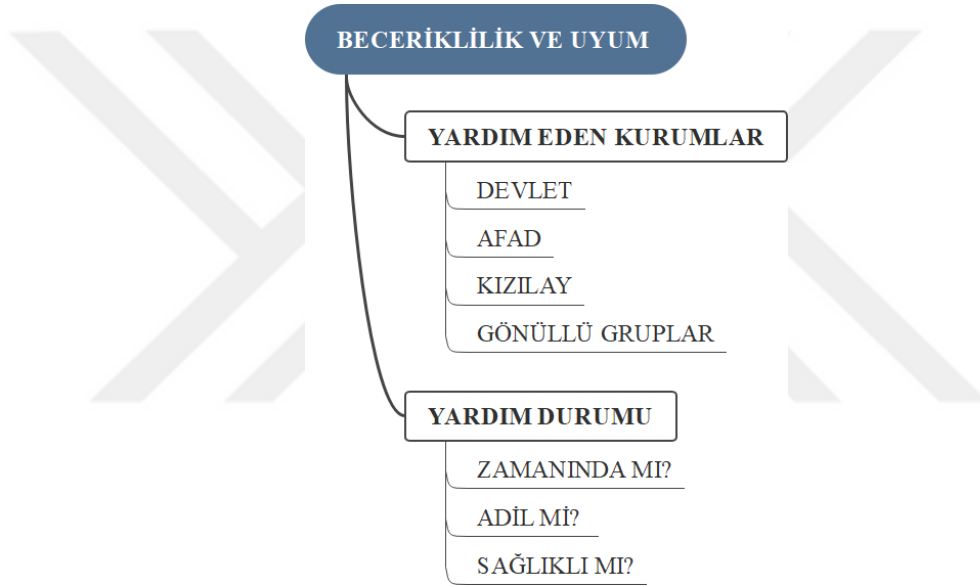 BECERİKLİLİK VE UYUM
YARDIM EDEN KURUMLAR
DEVLET
AFAD
KIZILAY
GÖNÜLLÜ GRUPLAR
YARDIM DURUMU
ZAMANINDA MI?
ADİL Mİ?
SAĞLIKLI MI?